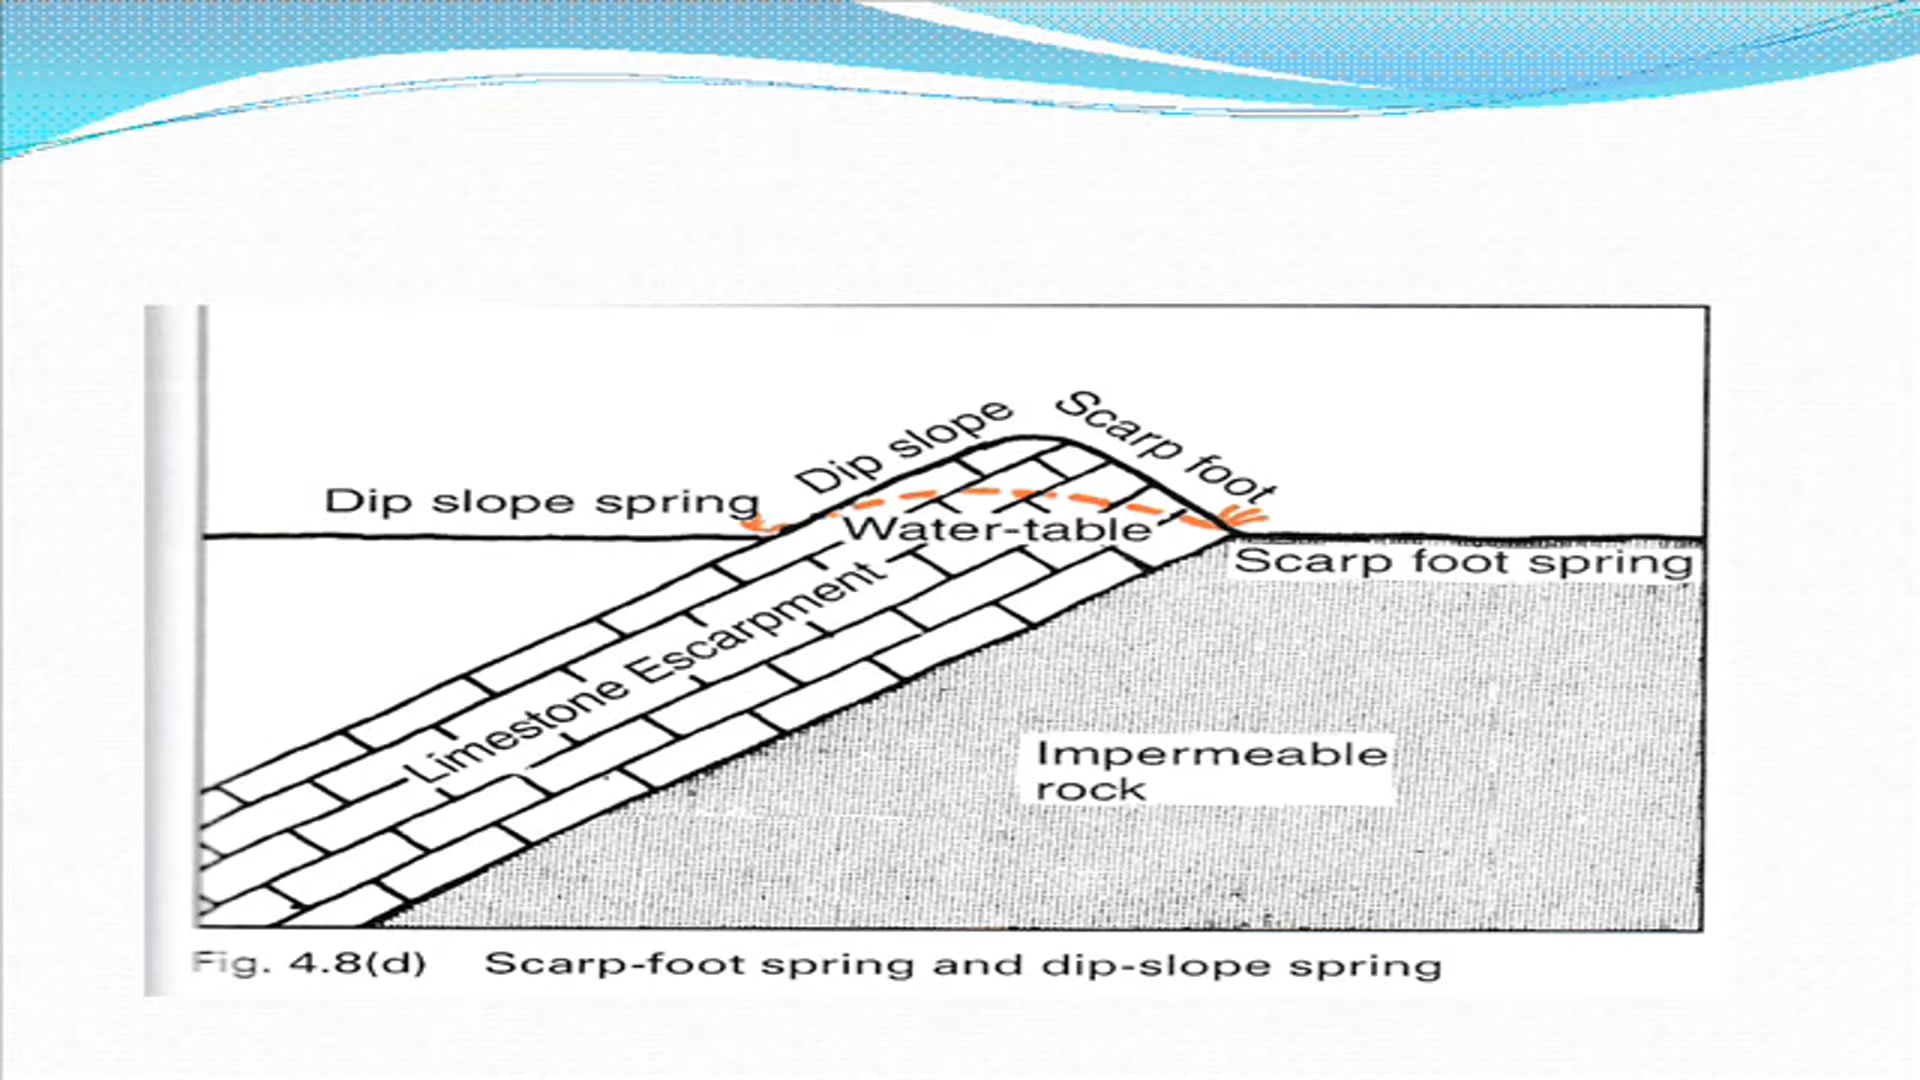 Dip slope
Scarp foot
Dip slope spring
Water-table
Scarp foot spring
Limestone Escarpment
Impermeable
rock
Fig. 4.8(d) Scarp-foot spring and dip-slope spring